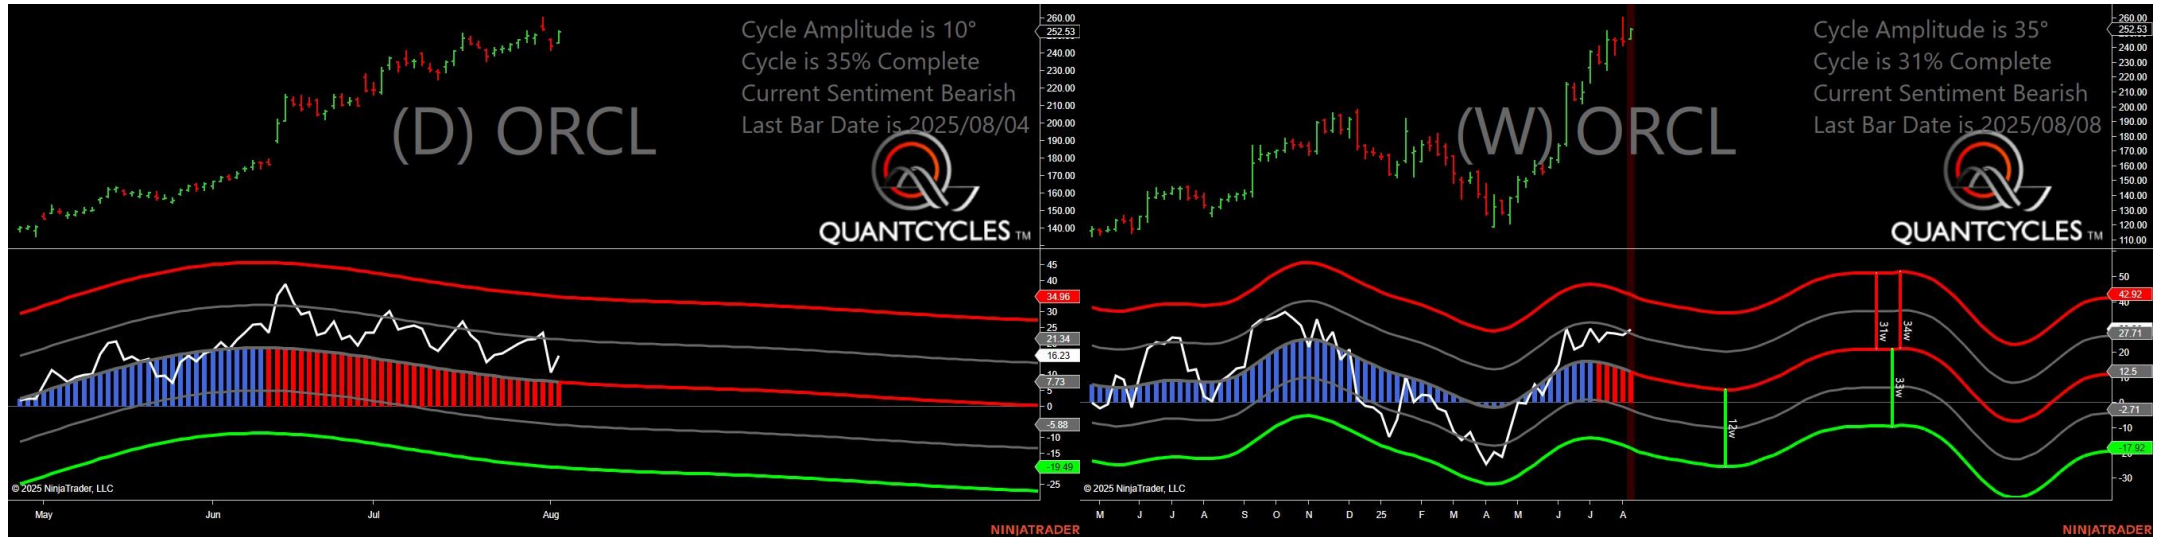 Cycle Amplitude is 10°
Cycle is 35% Complete
Current Sentiment Bearish
Last Bar Date is 2025/08/04
(D) ORCL
QUANTCYCLES TM
260.00
252.53
240.00
230.00
220.00
210.00
200.00
190.00
180.00
170.00
160.00
150.00
140.00
45
40
34.96
30
25
21.34
16.23
10
7.73
5
0
-5.88
-10
-15
-19.49
-25
© 2025 NinjaTrader, LLC
May Jun Jul Aug
NINJATRADER
Cycle Amplitude is 35°
Cycle is 31% Complete
Current Sentiment Bearish
Last Bar Date is 2025/08/08
(W) ORCL
QUANTCYCLES TM
260.00
252.53
240.00
230.00
220.00
210.00
200.00
190.00
180.00
170.00
160.00
150.00
140.00
130.00
120.00
110.00
50
42.92
40
27.71
20
12.5
10
0
-2.71
-10
-17.92
-30
31w
34w
33w
12w
© 2025 NinjaTrader, LLC
M J J A S O N D 25 F M A M J J A
NINJATRADER